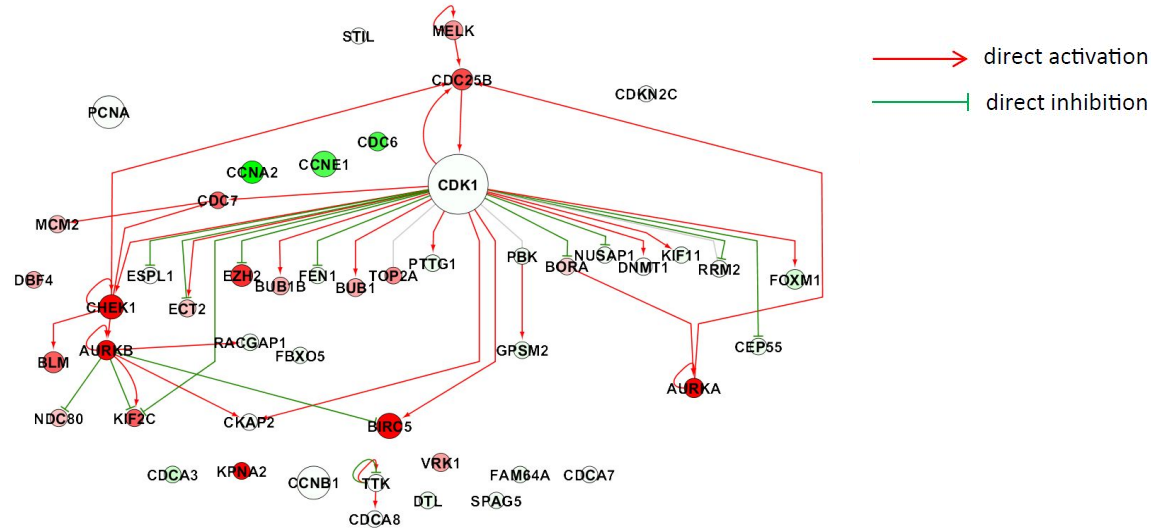 STIL
MELK
direct activation
CDC25B
direct inhibition
CDKN2C
PCNA
CDC6
CCNE1
CCNA2
CDK1
CDC7
MCM2
DBF4
ESPL1
ECT2
EZH2
BUB1B
FEN1
BUB1
TOP2A
PTTG1
PBK
BORA
NUSAP1
DNMT1
KIF11
RRM2
FOXM1
CHEK1
AURKB
RACGAP1
FBXO5
GPSM2
CEP55
BLM
AURKA
NDC80
KIF2C
CKAP2
BIRC5
CDCA3
KPNA2
CCNB1
TTK
VRK1
FAM64A
CDCA7
DTL
SPAG5
CDCA8